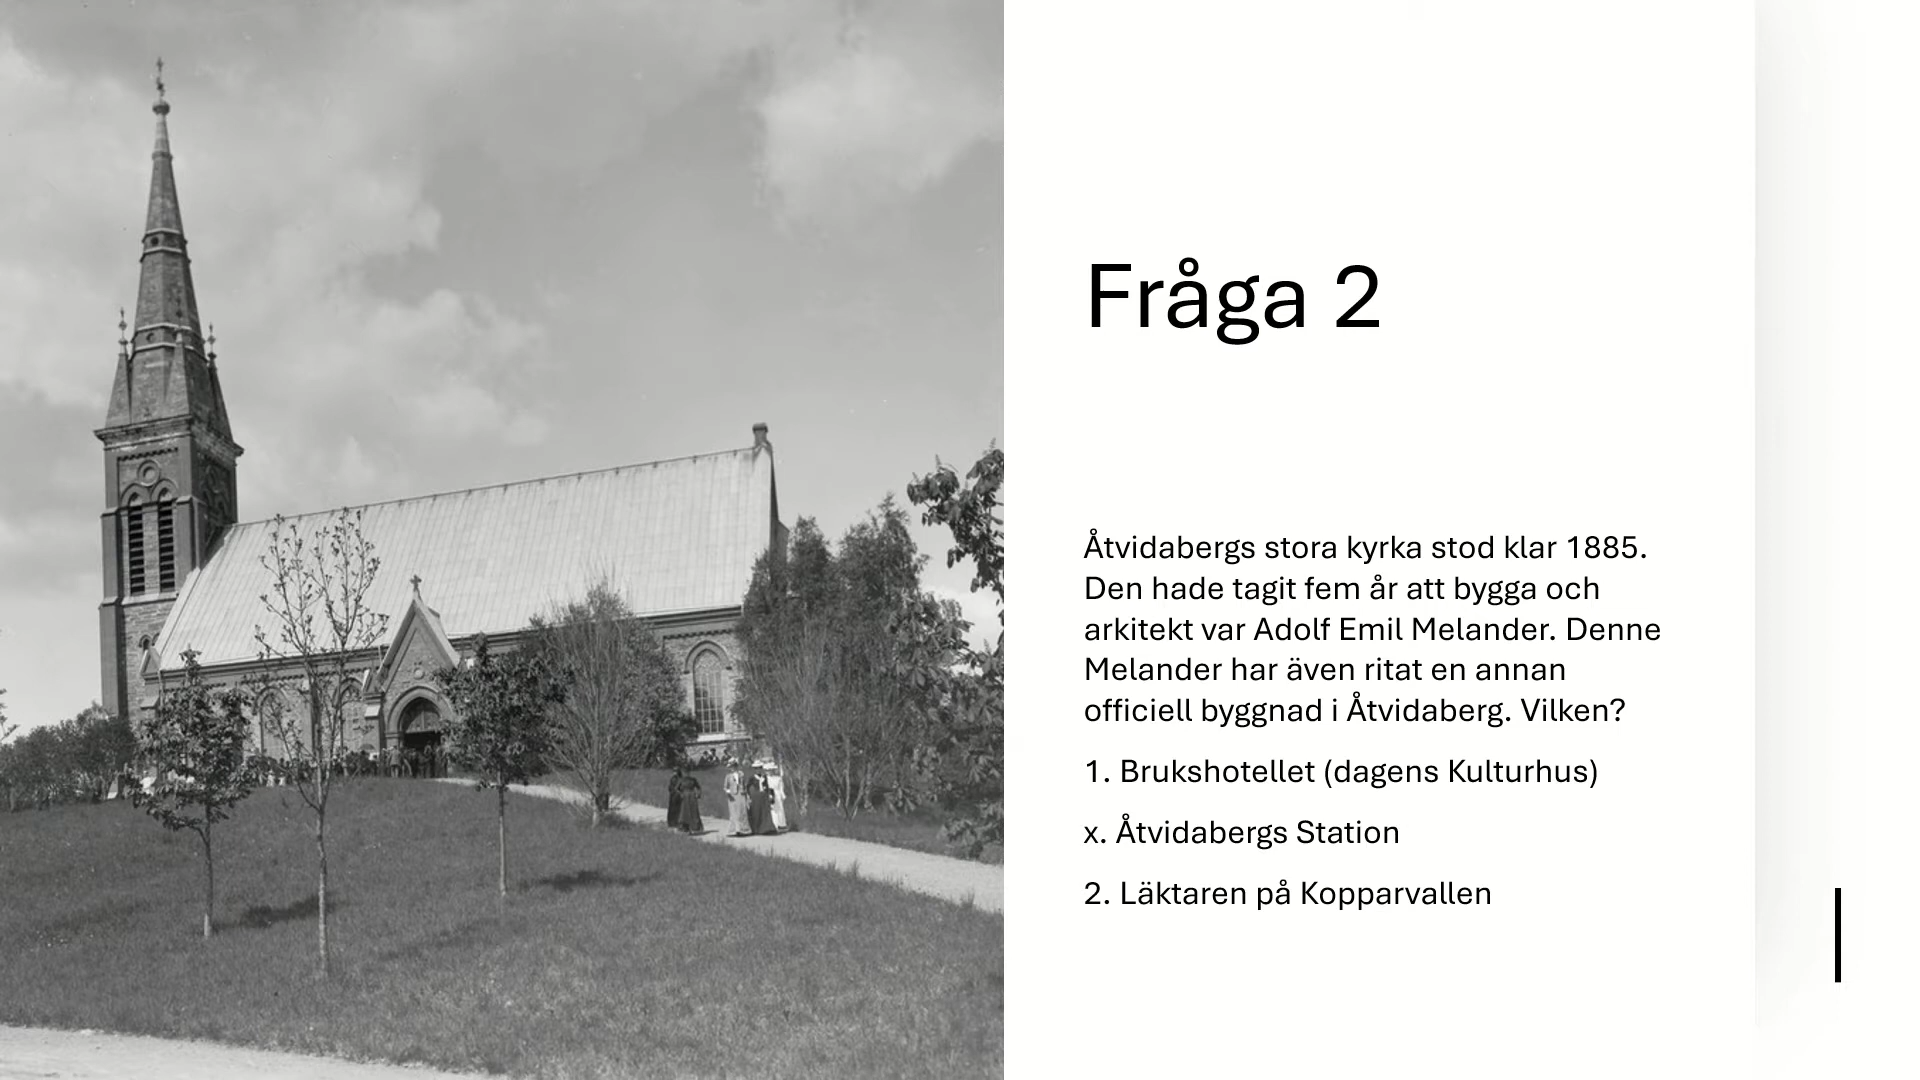 Fråga 2
Åtvidabergs stora kyrka stod klar 1885.
Den hade tagit fem år att bygga och
arkitekt var Adolf Emil Melander. Denne
Melander har även ritat en annan
officiell byggnad i Åtvidaberg. Vilken?
1. Brukshotellet (dagens Kulturhus)
x. Åtvidabergs Station
2. Läktaren på Kopparvallen